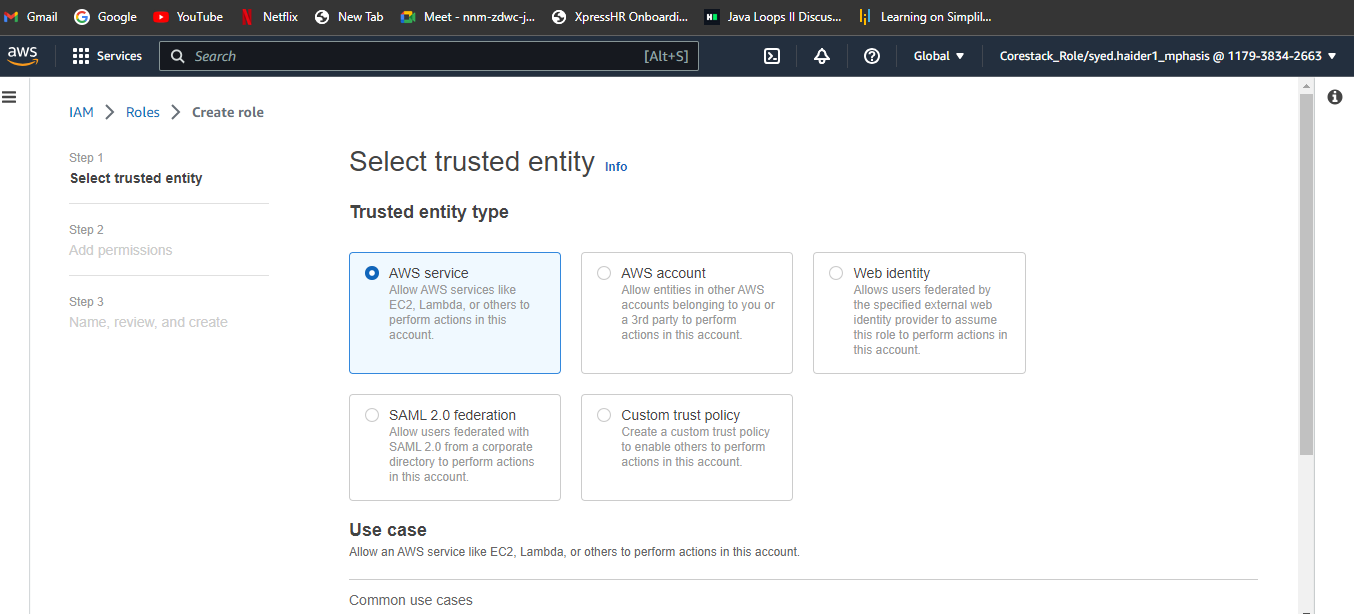 Gmail Google YouTube Netflix New Tab Meet - nnm-zdwc-j... XpressHR Onboardi... Java Loops II Discus... Learning on Simplil...
aws Services Search [Alt+S] Global Corestack_Role/syed.haider1_mphasis @ 1179-3834-2663
IAM Roles Create role
Step 1
Select trusted entity
Step 2
Add permissions
Step 3
Name, review, and create
Select trusted entity Info
Trusted entity type
AWS service
Allow AWS services like
EC2, Lambda, or others to
perform actions in this
account.
AWS account
Allow entities in other AWS
accounts belonging to you or
a 3rd party to perform
actions in this account.
Web identity
Allows users federated by
the specified external web
identity provider to assume
this role to perform actions in
this account.
SAML 2.0 federation
Allow users federated with
SAML 2.0 from a corporate
directory to perform actions
in this account.
Custom trust policy
Create a custom trust policy
to enable others to perform
actions in this account.
Use case
Allow an AWS service like EC2, Lambda, or others to perform actions in this account.
Common use cases